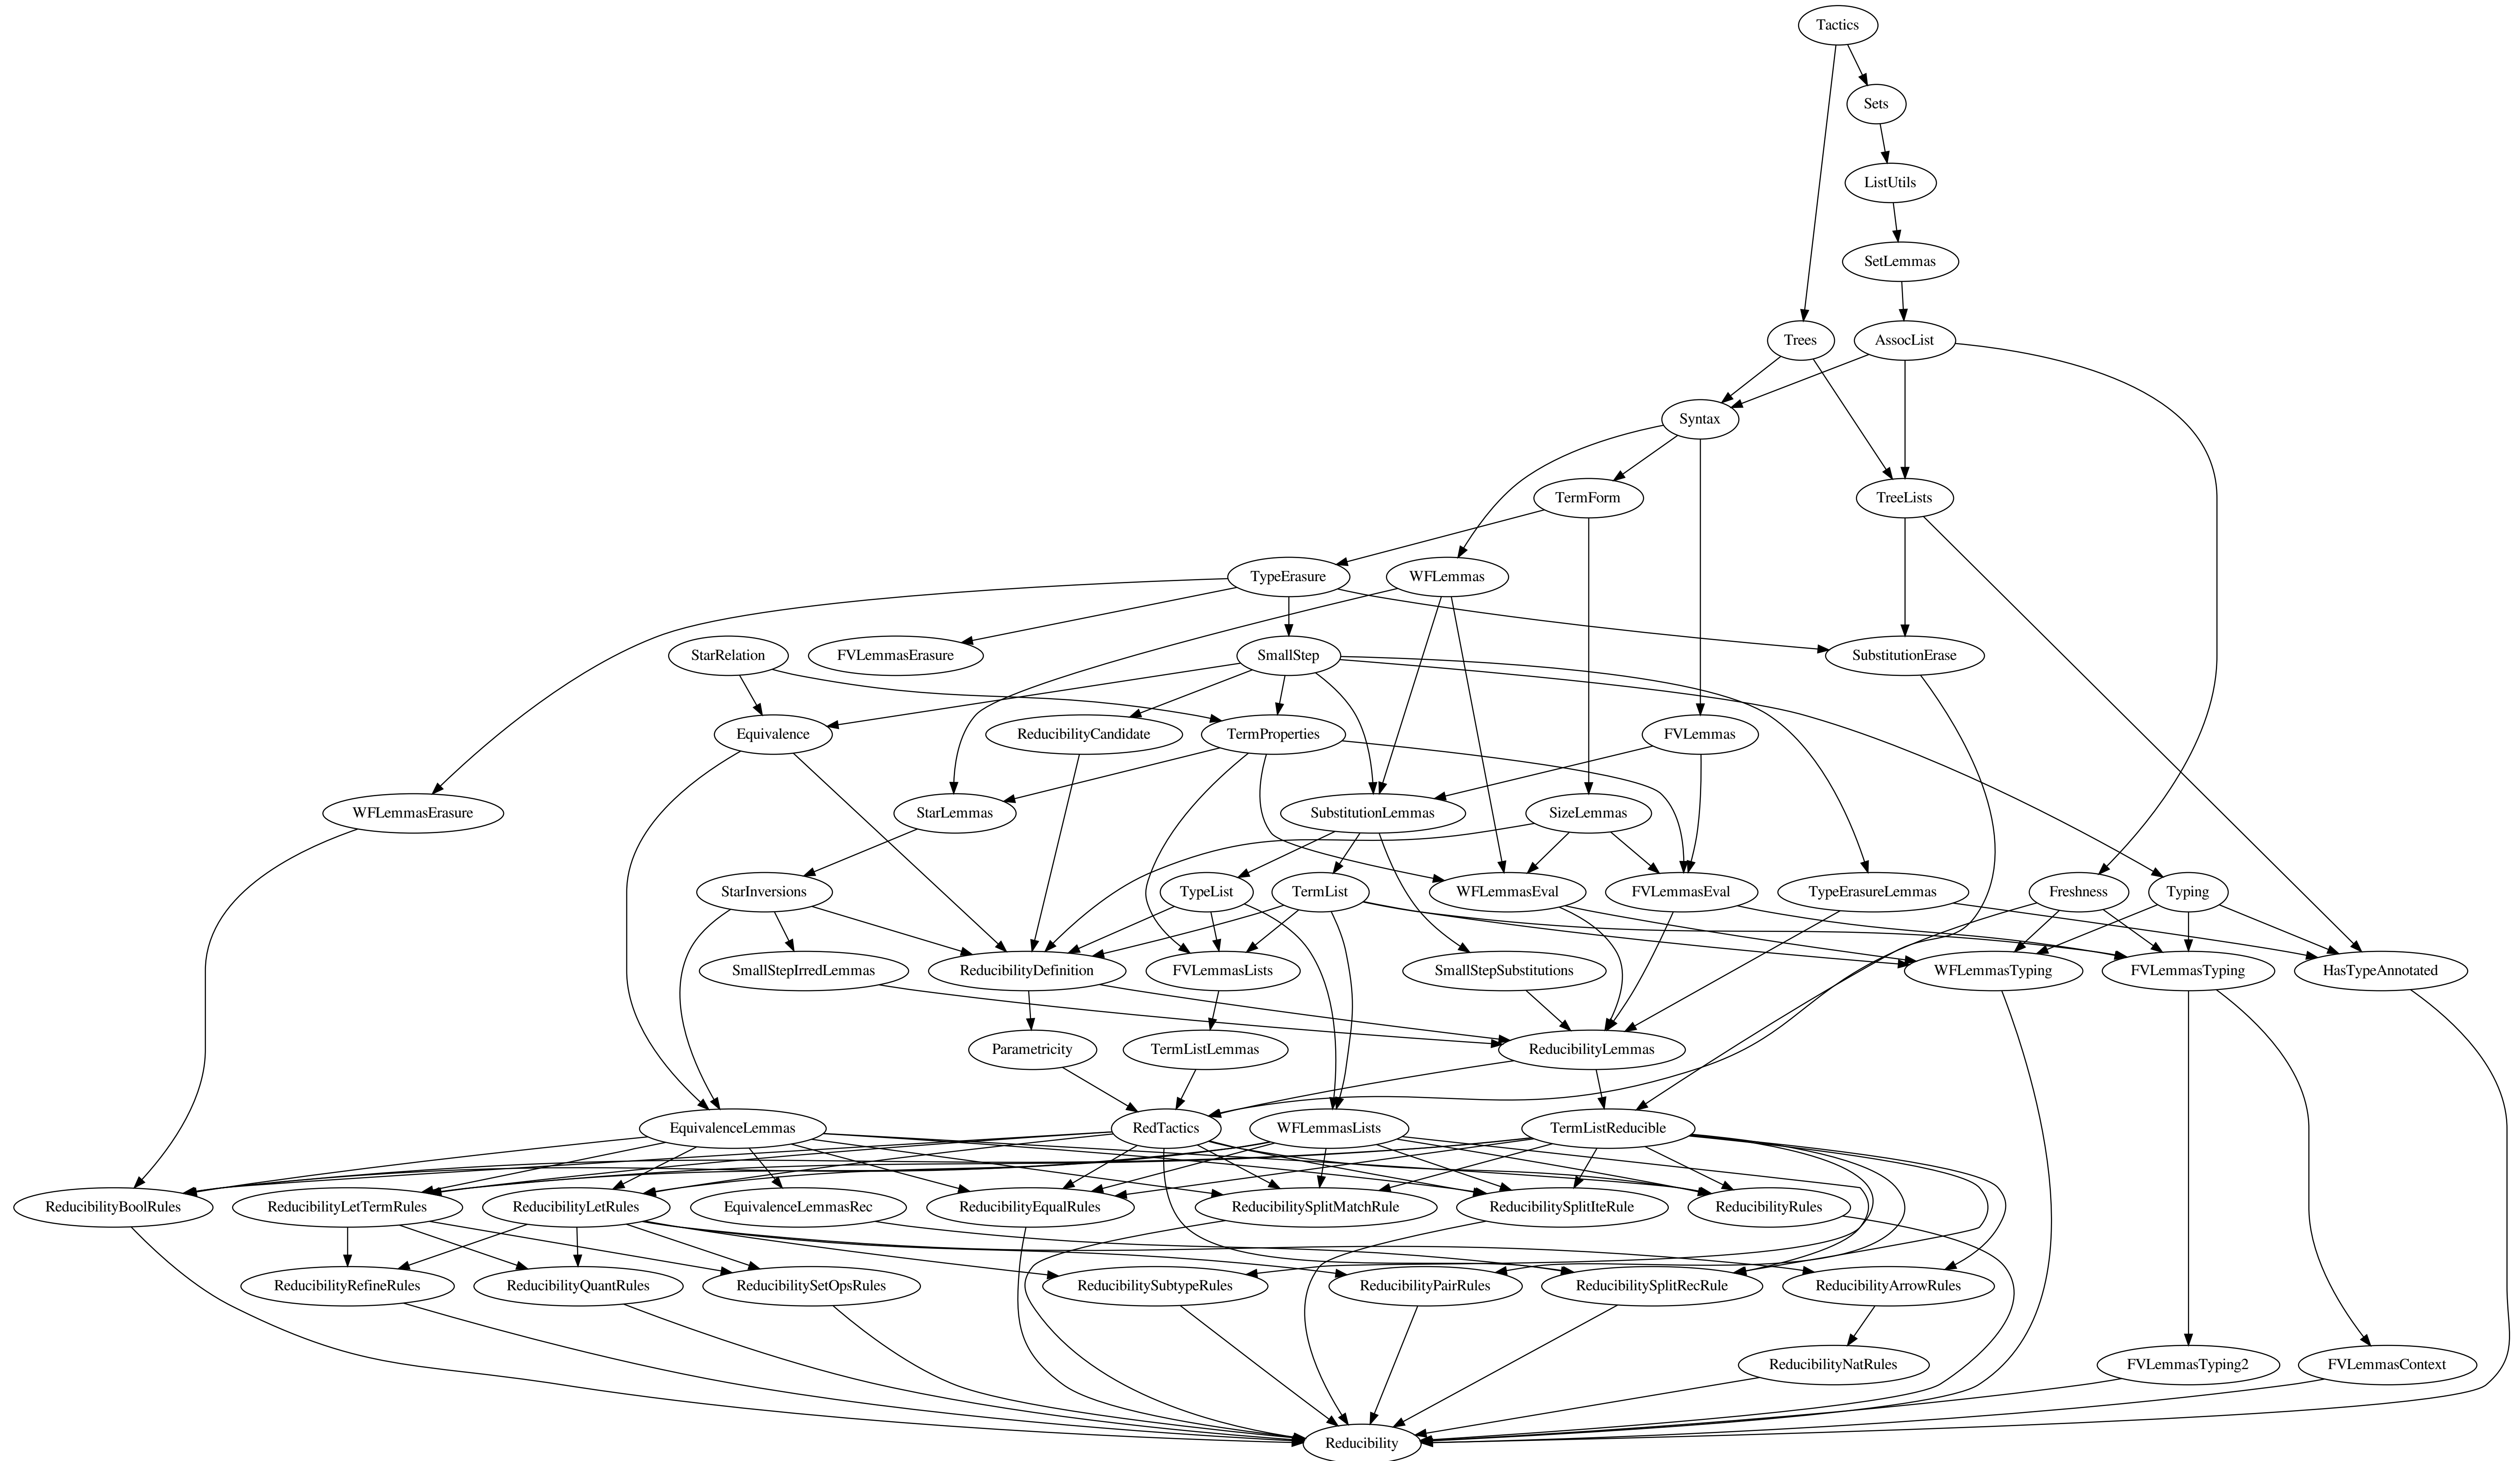 Tactics
Sets
ListUtils
SetLemmas
Trees
AssocList
Syntax
TermForm
TreeLists
TypeErasure
WFLemmas
StarRelation
FVLemmasErasure
SmallStep
SubstitutionErase
Equivalence
ReducibilityCandidate
TermProperties
FVLemmas
WFLemmasErasure
StarLemmas
SubstitutionLemmas
SizeLemmas
StarInversions
TypeList
TermList
WFLemmasEval
FVLemmasEval
TypeErasureLemmas
Freshness
Typing
SmallStepIrredLemmas
ReducibilityDefinition
FVLemmasLists
SmallStepSubstitutions
WFLemmasTyping
FVLemmasTyping
HasTypeAnnotated
Parametricity
TermListLemmas
ReducibilityLemmas
EquivalenceLemmas
RedTactics
WFLemmasLists
TermListReducible
ReducibilityBoolRules
ReducibilityLetTermRules
ReducibilityLetRules
EquivalenceLemmasRec
ReducibilityEqualRules
ReducibilitySplitMatchRule
ReducibilitySplitIteRule
ReducibilityRules
ReducibilityRefineRules
ReducibilityQuantRules
ReducibilitySetOpsRules
ReducibilitySubtypeRules
ReducibilityPairRules
ReducibilitySplitRecRule
ReducibilityArrowRules
ReducibilityNatRules
FVLemmasTyping2
FVLemmasContext
Reducibility